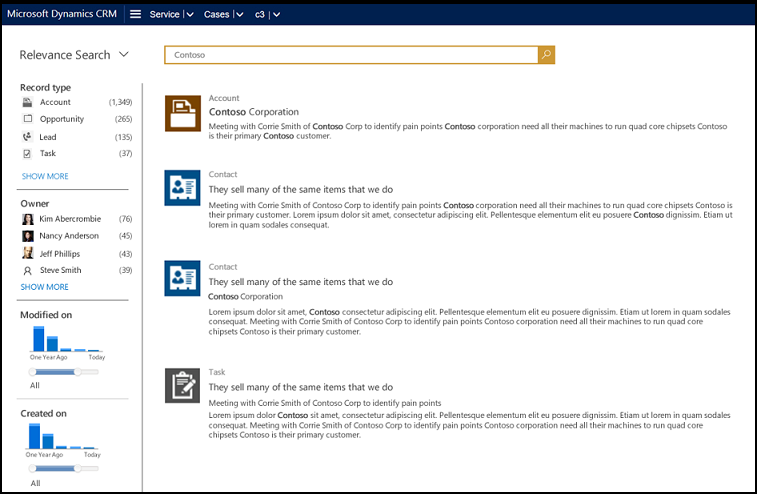 Microsoft Dynamics CRM Service Cases c3
Relevance Search
Contoso
Record type
Account (1,349)
Opportunity (265)
Lead (135)
Task (37)
SHOW MORE
Owner
Kim Abercrombie (76)
Nancy Anderson (45)
Jeff Phillips (43)
Steve Smith (39)
SHOW MORE
Modified on
One Year Ago Today
All
Created on
One Year Ago Today
All
Account
Contoso Corporation
Meeting with Corrie Smith of Contoso Corp to identify pain points Contoso corporation need all their machines to run quad core chipsets Contoso
is their primary Contoso customer.
Contact
They sell many of the same items that we do
Meeting with Corrie Smith of Contoso Corp to identify pain points Contoso corporation need all their machines to run quad core chipsets Contoso is
their primary customer. Lorem ipsum dolor sit amet, consectetur adipiscing elit. Pellentesque elementum elit eu posuere Contoso dignissim. Etiam ut
lorem in quam sodales consequat.
Contact
They sell many of the same items that we do
Contoso Corporation
Lorem ipsum dolor sit amet, Contoso consectetur adipiscing elit. Pellentesque elementum elit eu posuere dignissim. Etiam ut lorem in quam sodales
consequat. Meeting with Corrie Smith of Contoso Corp to identify pain points Contoso corporation need all their machines to run quad core
chipsets Contoso is their primary customer.
Task
They sell many of the same items that we do
Meeting with Corrie Smith of Contoso Corp to identify pain points
Lorem ipsum dolor Contoso sit amet, consectetur adipiscing elit. Pellentesque elementum elit eu posuere dignissim. Etiam ut lorem in quam sodales
consequat. Meeting with Corrie Smith of Contoso Corp to identify pain points Contoso corporation need all their machines to run quad core
chipsets Contoso is their primary customer.